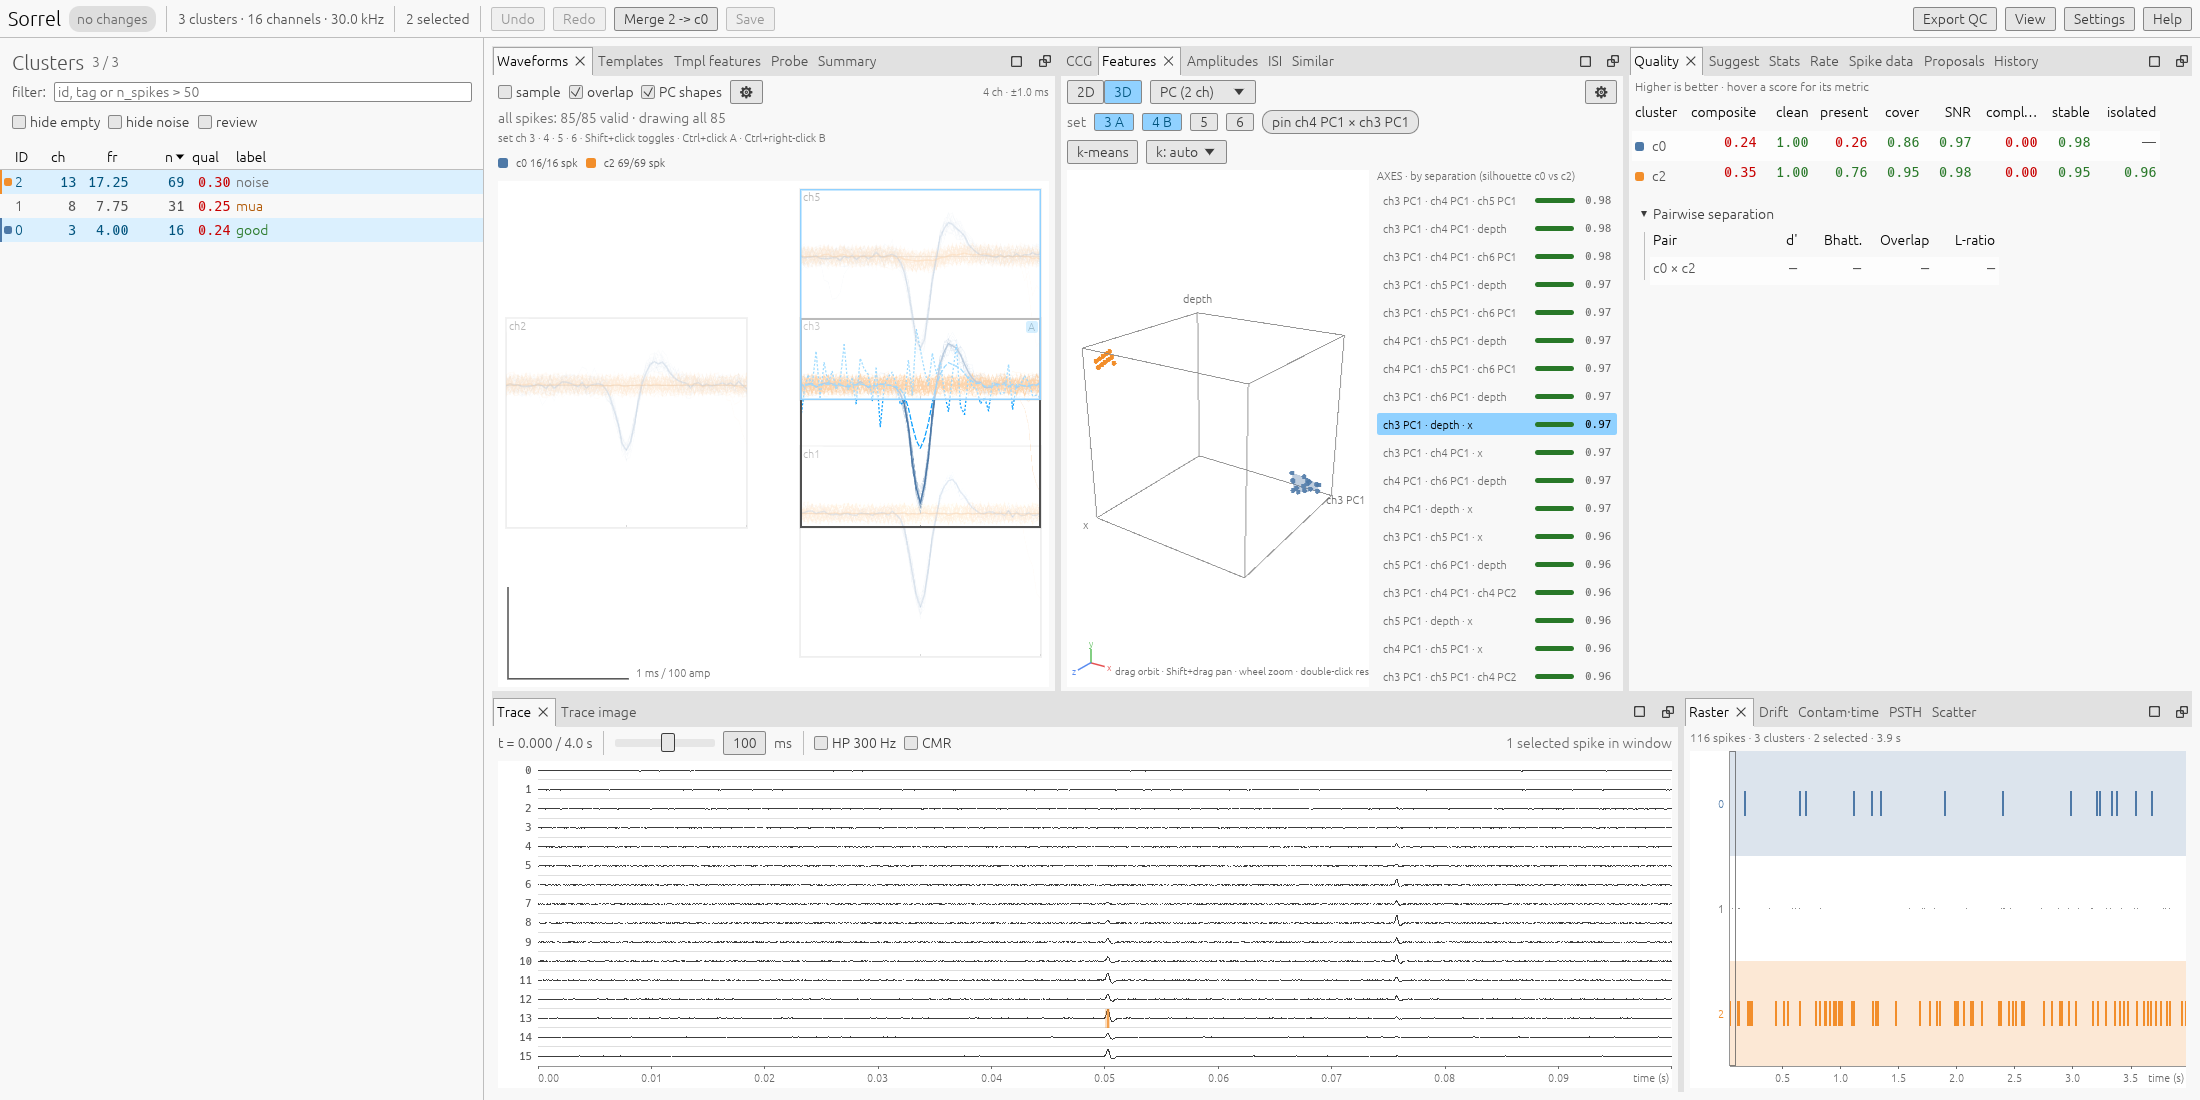 Sorrel no changes 3 clusters · 16 channels · 30.0 kHz 2 selected Undo Redo Merge 2 -> c0 Save Export QC View Settings Help
Clusters 3 / 3
filter: id, tag or n_spikes > 50
hide empty hide noise review
ID ch fr n qual label
2 13 17.25 69 0.30 noise
1 8 7.75 31 0.25 mua
0 3 4.00 16 0.24 good
Waveforms Templates Tmpl features Probe Summary
sample overlap PC shapes 4 ch · ±1.0 ms
all spikes: 85/85 valid · drawing all 85
set ch 3 · 4 · 5 · 6 · Shift+click toggles · Ctrl+click A · Ctrl+right-click B
c0 16/16 spk c2 69/69 spk
ch5
ch2
ch3 A
ch1
1 ms / 100 amp
CCG Features Amplitudes ISI Similar
2D 3D PC (2 ch)
set 3 A 4 B 5 6 pin ch4 PC1 × ch3 PC1
k-means k: auto
depth
ch3 PC1
x
y
z x
drag orbit · Shift+drag pan · wheel zoom · double-click res
AXES · by separation (silhouette c0 vs c2)
ch3 PC1 · ch4 PC1 · ch5 PC1 0.98
ch3 PC1 · ch4 PC1 · depth 0.98
ch3 PC1 · ch4 PC1 · ch6 PC1 0.98
ch3 PC1 · ch5 PC1 · depth 0.97
ch3 PC1 · ch5 PC1 · ch6 PC1 0.97
ch4 PC1 · ch5 PC1 · depth 0.97
ch4 PC1 · ch5 PC1 · ch6 PC1 0.97
ch3 PC1 · ch6 PC1 · depth 0.97
ch3 PC1 · depth · x 0.97
ch3 PC1 · ch4 PC1 · x 0.97
ch4 PC1 · ch6 PC1 · depth 0.97
ch4 PC1 · depth · x 0.97
ch3 PC1 · ch5 PC1 · x 0.96
ch5 PC1 · ch6 PC1 · depth 0.96
ch3 PC1 · ch4 PC1 · ch4 PC2 0.96
ch5 PC1 · depth · x 0.96
ch4 PC1 · ch5 PC1 · x 0.96
ch3 PC1 · ch5 PC1 · ch4 PC2 0.96
Quality Suggest Stats Rate Spike data Proposals History
Higher is better · hover a score for its metric
cluster composite clean present cover SNR compl... stable isolated
c0 0.24 1.00 0.26 0.86 0.97 0.00 0.98 —
c2 0.35 1.00 0.76 0.95 0.98 0.00 0.95 0.96
Pairwise separation
Pair d' Bhatt. Overlap L-ratio
c0 × c2 — — — —
Trace Trace image
t = 0.000 / 4.0 s 100 ms HP 300 Hz CMR 1 selected spike in window
0
1
2
3
4
5
6
7
8
9
10
11
12
13
14
15
0.00 0.01 0.02 0.03 0.04 0.05 0.06 0.07 0.08 0.09 time (s)
Raster Drift Contam·time PSTH Scatter
116 spikes · 3 clusters · 2 selected · 3.9 s
0
1
2
0.5 1.0 1.5 2.0 2.5 3.0 3.5 time (s)